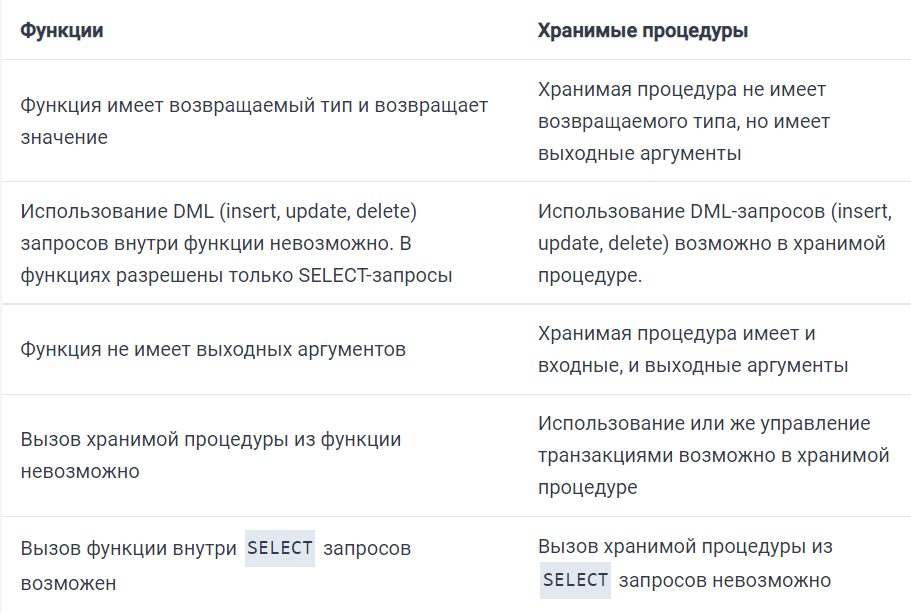 Функции
Хранимые процедуры
Функция имеет возвращаемый тип и возвращает
значение
Хранимая процедура не имеет
возвращаемого типа, но имеет
выходные аргументы
Использование DML (insert, update, delete)
запросов внутри функции невозможно. В
функциях разрешены только SELECT-запросы
Использование DML-запросов (insert,
update, delete) возможно в хранимой
процедуре.
Функция не имеет выходных аргументов
Хранимая процедура имеет и
входные, и выходные аргументы
Вызов хранимой процедуры из функции
невозможно
Использование или же управление
транзакциями возможно в хранимой
процедуре
Вызов функции внутри SELECT запросов
возможен
Вызов хранимой процедуры из
SELECT запросов невозможно